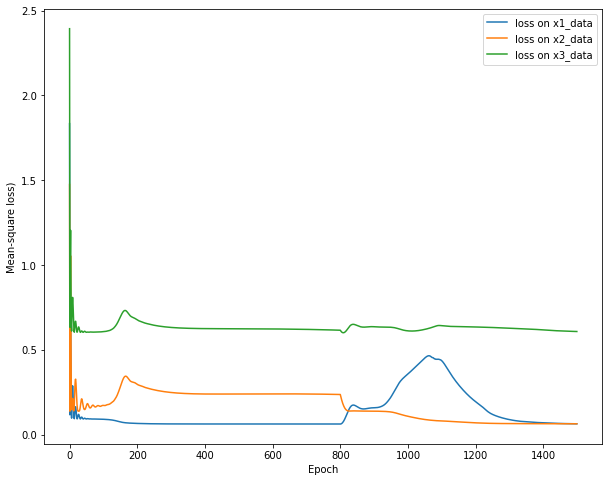 2.5
2.0
1.5
1.0
0.5
0.0
Mean-square loss)
loss on x1_data
loss on x2_data
loss on x3_data
0 200 400 600 800 1000 1200 1400
Epoch